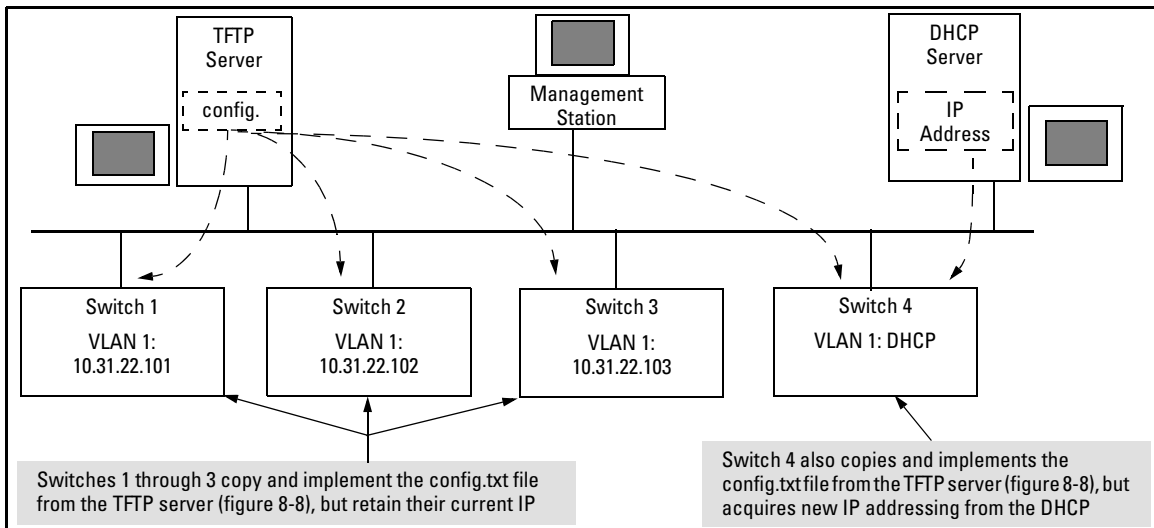 TFTP
Server
config.
Management
Station
DHCP
Server
IP
Address
Switch 1
VLAN 1:
10.31.22.101
Switch 2
VLAN 1:
10.31.22.102
Switch 3
VLAN 1:
10.31.22.103
Switch 4
VLAN 1: DHCP
Switches 1 through 3 copy and implement the config.txt file
from the TFTP server (figure 8-8), but retain their current IP
Switch 4 also copies and implements the
config.txt file from the TFTP server (figure 8-8), but
acquires new IP addressing from the DHCP